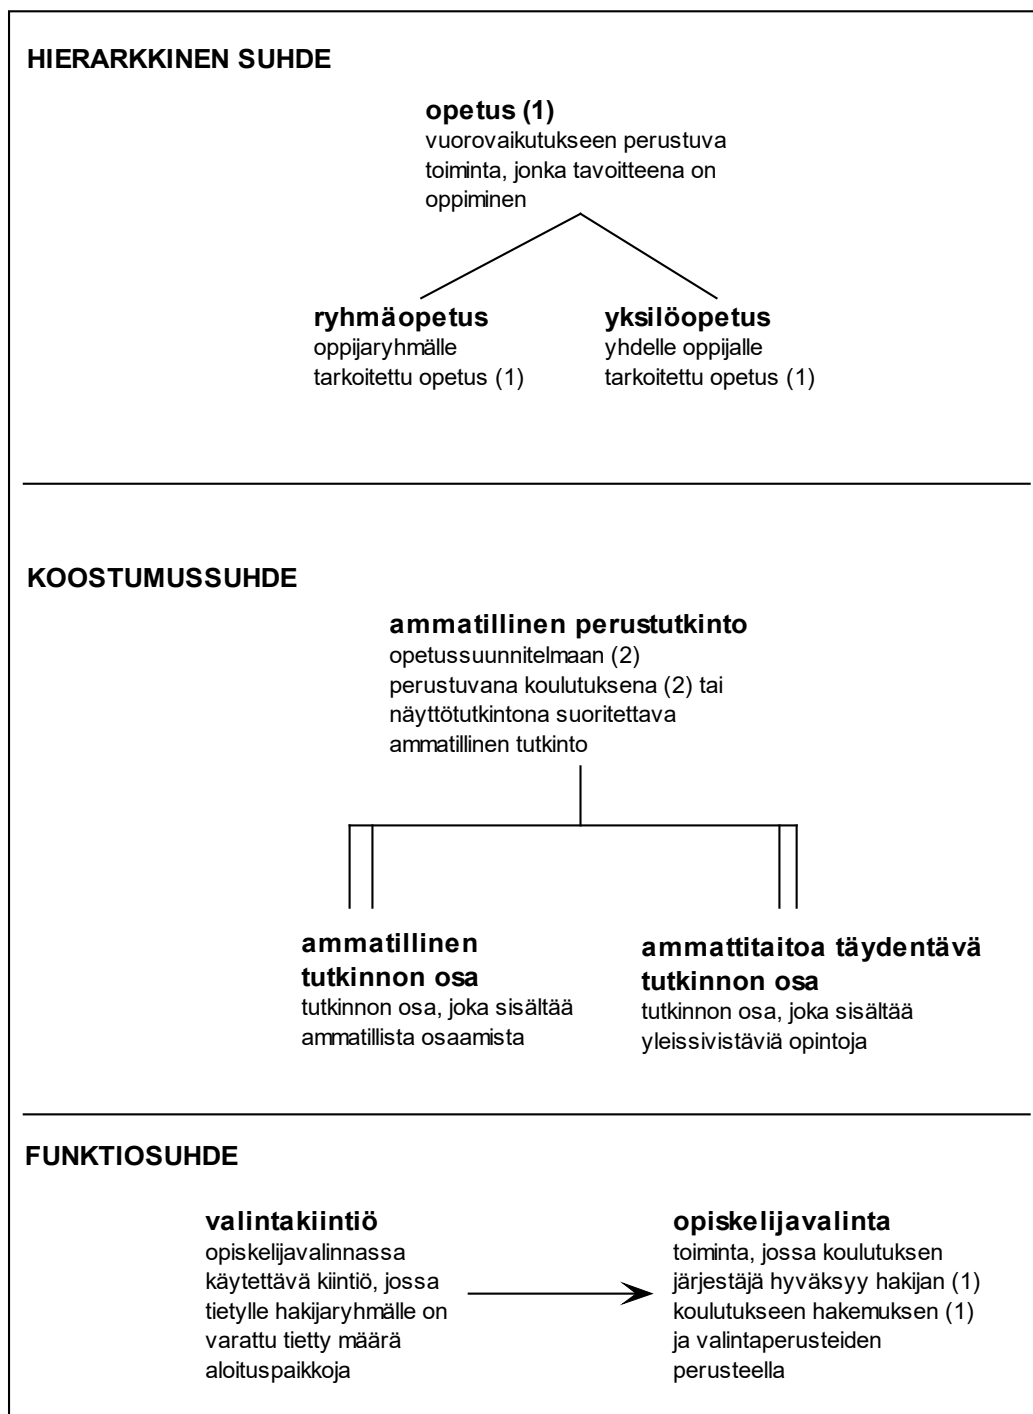 HIERARKKINEN SUHDE
opetus (1)
vuorovaikutukseen perustuva
toiminta, jonka tavoitteena on
oppiminen
ryhmäopetus
oppijaryhmälle
tarkoitettu opetus (1)
yksilöopetus
yhdelle oppijalle
tarkoitettu opetus (1)
KOOSTUMUSSUHDE
ammatillinen perustutkinto
opetussuunnitelmaan (2)
perustuvana koulutuksena (2) tai
näyttötutkintona suoritettava
ammatillinen tutkinto
ammatillinen
tutkinnon osa
tutkinnon osa, joka sisältää
ammatillista osaamista
ammattitaitoa täydentävä
tutkinnon osa
tutkinnon osa, joka sisältää
yleissivistäviä opintoja
FUNKTIOSUHDE
valintakiintiö
opiskelijavalinnassa
käytettävä kiintiö, jossa
tietylle hakijaryhmälle on
varattu tietty määrä
aloituspaikkoja
opiskelijavalinta
toiminta, jossa koulutuksen
järjestäjä hyväksyy hakijan (1)
koulutukseen hakemuksen (1)
ja valintaperusteiden
perusteella